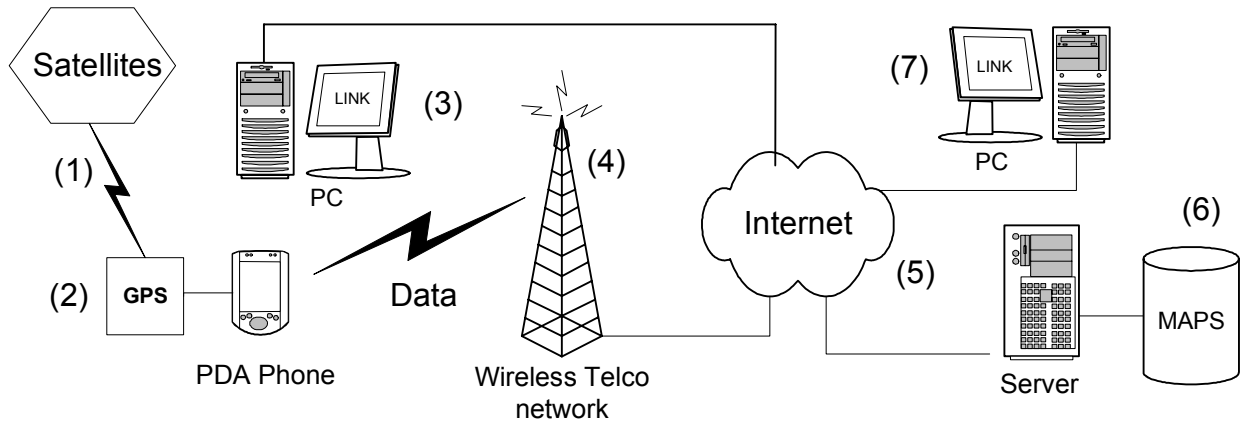 Satellites
(1)
(2)
GPS
PDA Phone
LINK
(3)
PC
Data
(4)
Wireless Telco
network
Internet
(5)
(7)
LINK
PC
Server
(6)
MAPS